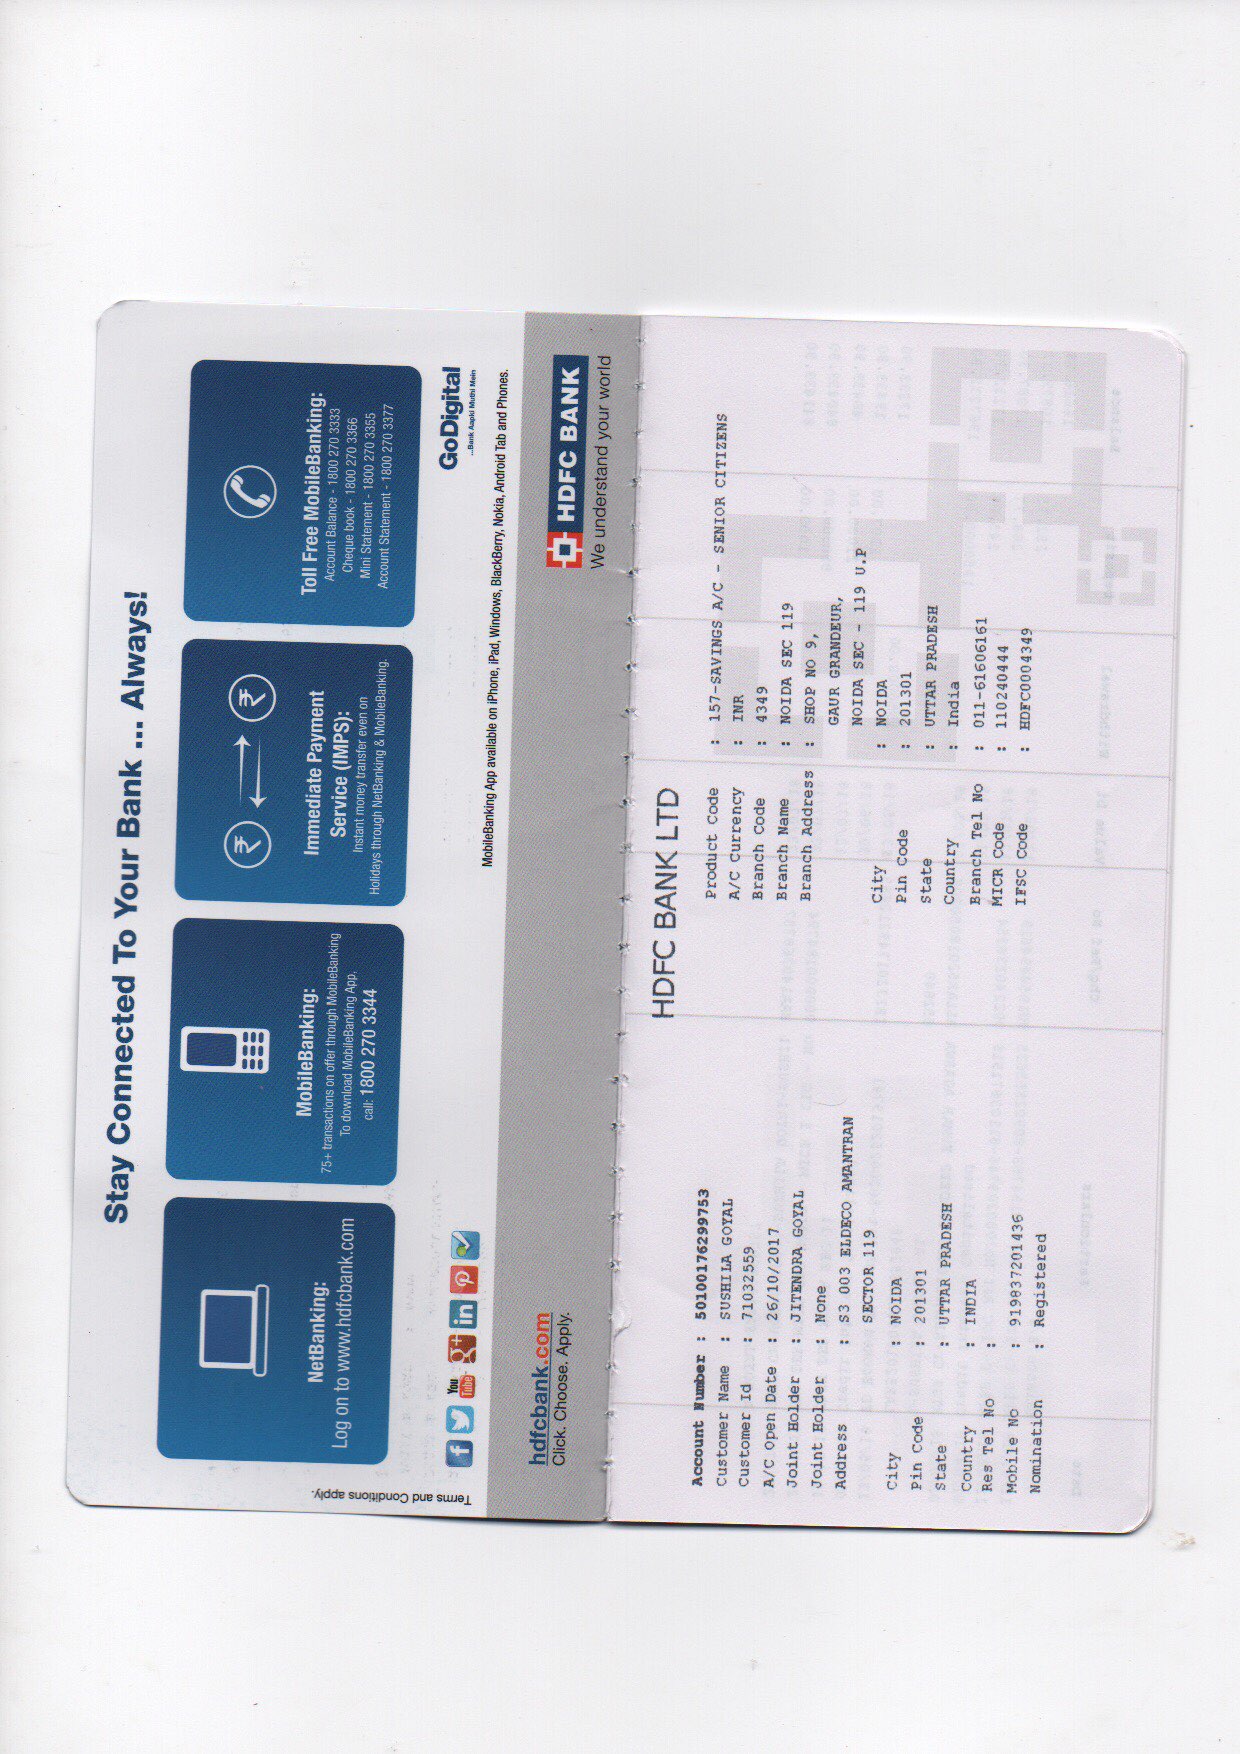 Stay Connected To Your Bank ... Always!
NetBanking:
Log on to www.hdfcbank.com
MobileBanking:
75+ transactions on offer through MobileBanking
To download MobileBanking App.
call: 1800 270 3344
Immediate Payment
Service (IMPS):
Instant money transfer even on
Holidays through NetBanking & MobileBanking.
Toll Free MobileBanking:
Account Balance - 1800 270 3333
Cheque book - 1800 270 3366
Mini Statement - 1800 270 3355
Account Statement - 1800 270 3377
Terms and Conditions apply.
You Tube
GoDigital
...Bank Aapki Muthi Mein
MobileBanking App available on iPhone, iPad, Windows, BlackBerry, Nokia, Android Tab and Phones.
hdfcbank.com
Click. Choose. Apply.
HDFC BANK
We understand your world
HDFC BANK LTD
Account Number : 50100176299753
Customer Name : SUSHILA GOYAL
Customer Id : 71032559
A/C Open Date : 26/10/2017
Joint Holder : JITENDRA GOYAL
Joint Holder : None
Address : S3 003 ELDECO AMANTRAN
SECTOR 119
City : NOIDA
Pin Code : 201301
State : UTTAR PRADESH
Country : INDIA
Res Tel No :
Mobile No : 919837201436
Nomination : Registered
Product Code : 157-SAVINGS A/C - SENIOR CITIZENS
A/C Currency : INR
Branch Code : 4349
Branch Name : NOIDA SEC 119
Branch Address : SHOP NO 9,
GAUR GRANDEUR,
NOIDA SEC - 119 U.P
City : NOIDA
Pin Code : 201301
State : UTTAR PRADESH
Country : India
Branch Tel No : 011-61606161
MICR Code : 110240444
IFSC Code : HDFC0004349